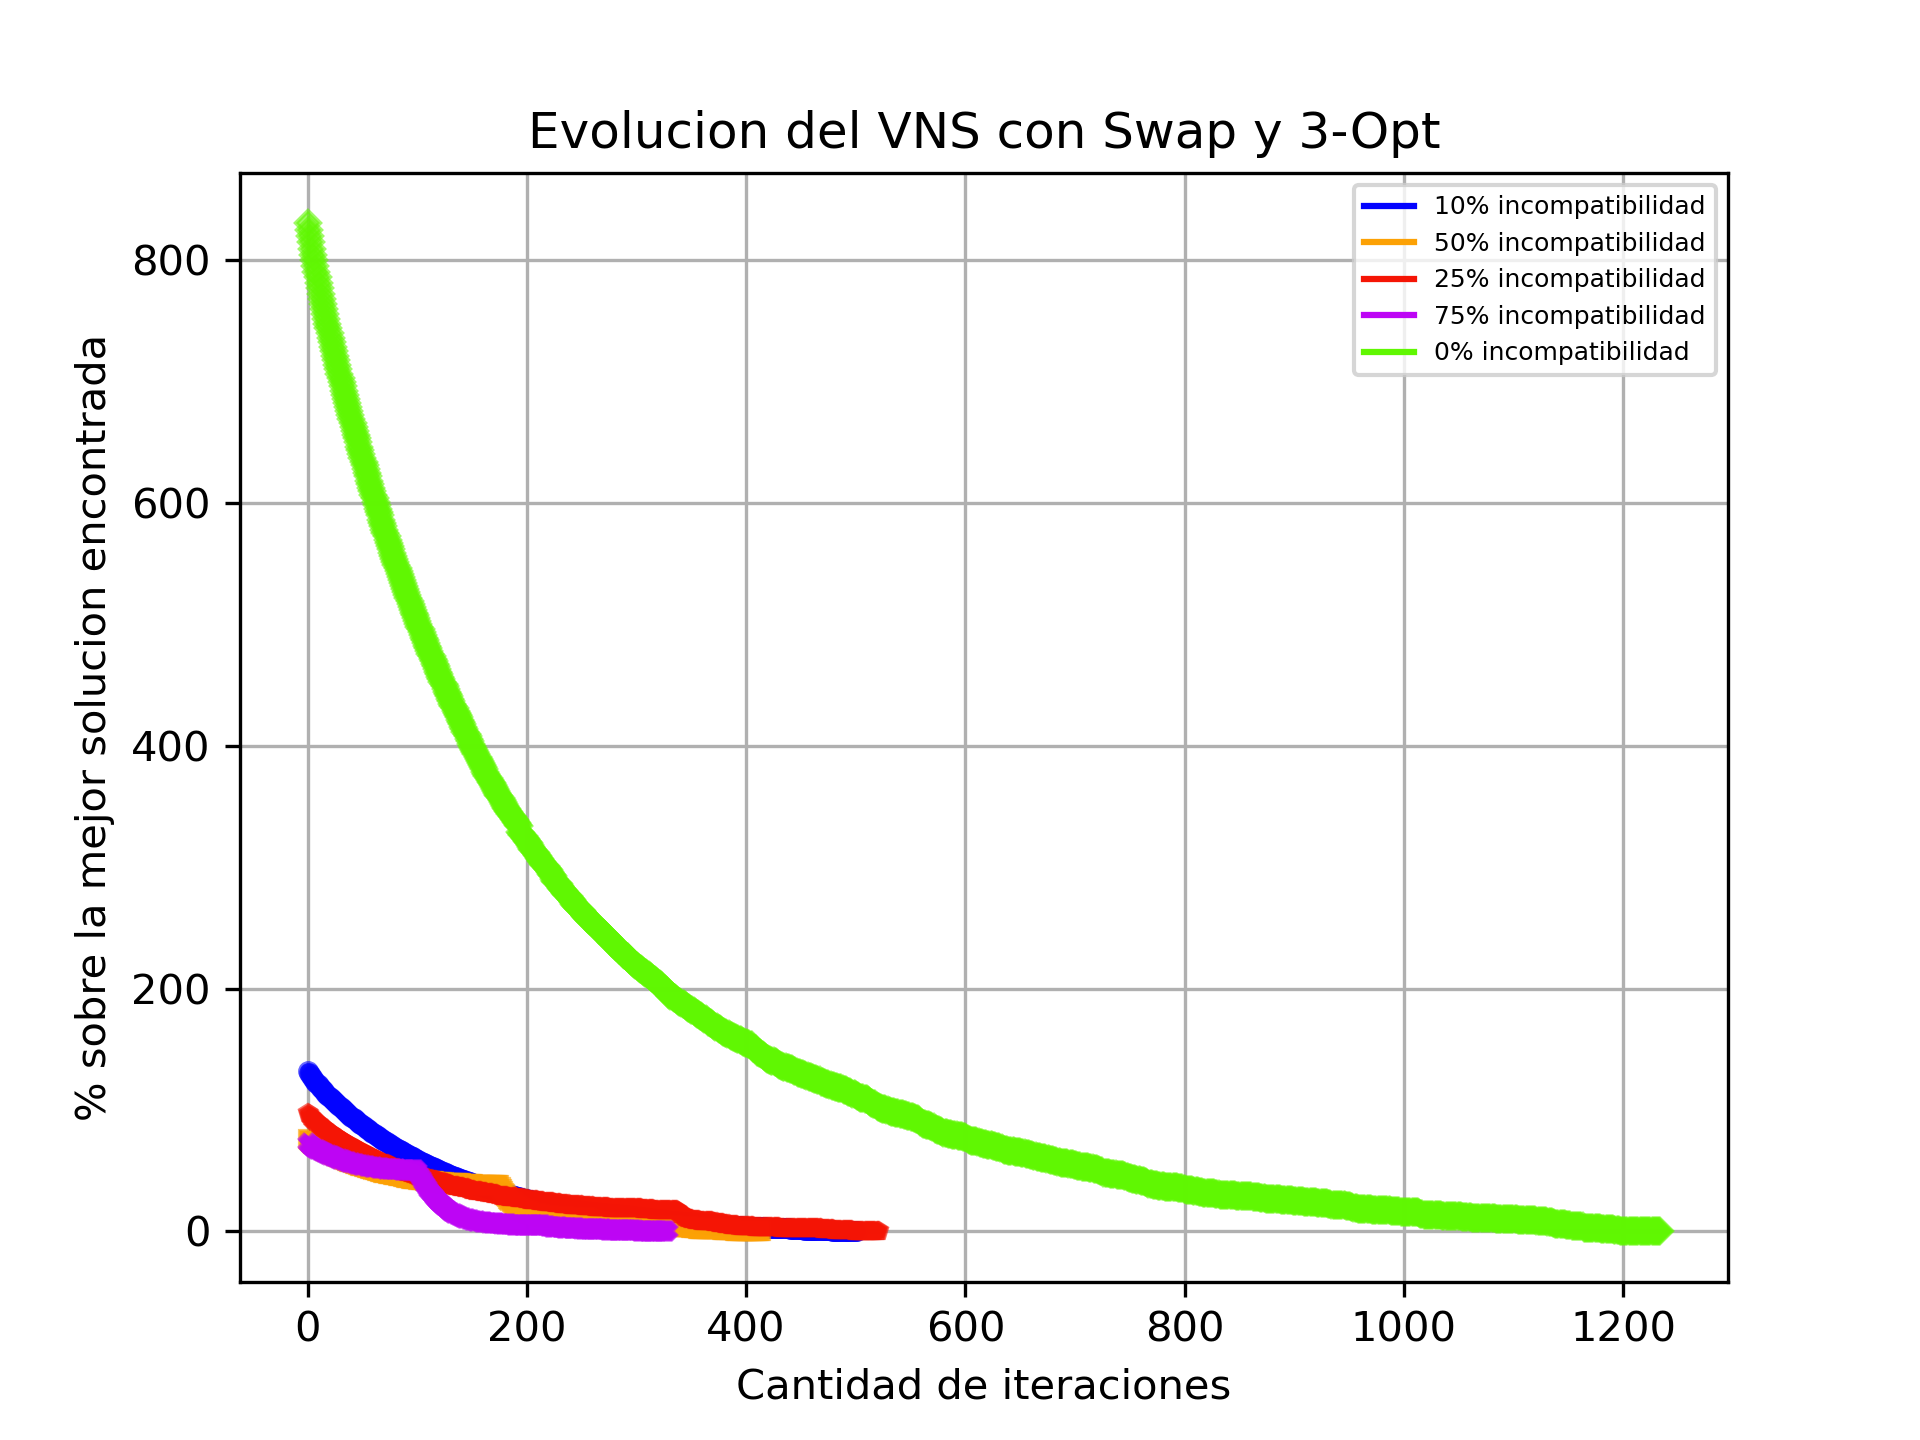 Evolucion del VNS con Swap y 3-Opt
10% incompatibilidad
50% incompatibilidad
25% incompatibilidad
75% incompatibilidad
0% incompatibilidad
% sobre la mejor solucion encontrada
800
600
400
200
0
0 200 400 600 800 1000 1200
Cantidad de iteraciones